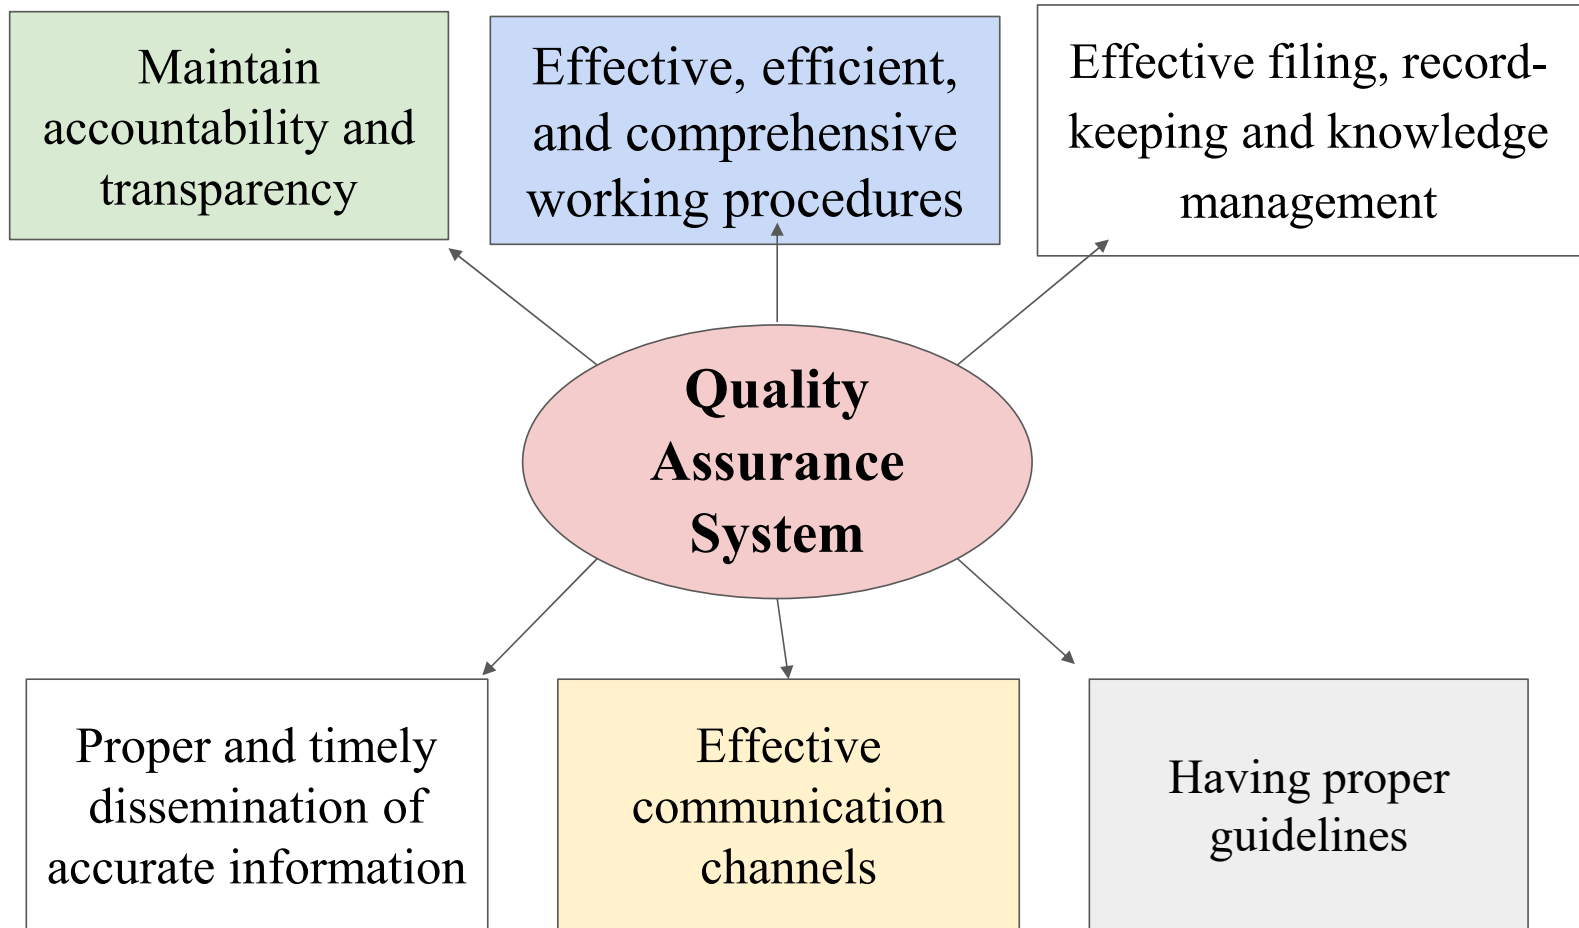 Maintain
accountability and
transparency
Effective, efficient,
and comprehensive
working procedures
Effective filing, record-
keeping and knowledge
management
Quality
Assurance
System
Proper and timely
dissemination of
accurate information
Effective
communication
channels
Having proper
guidelines